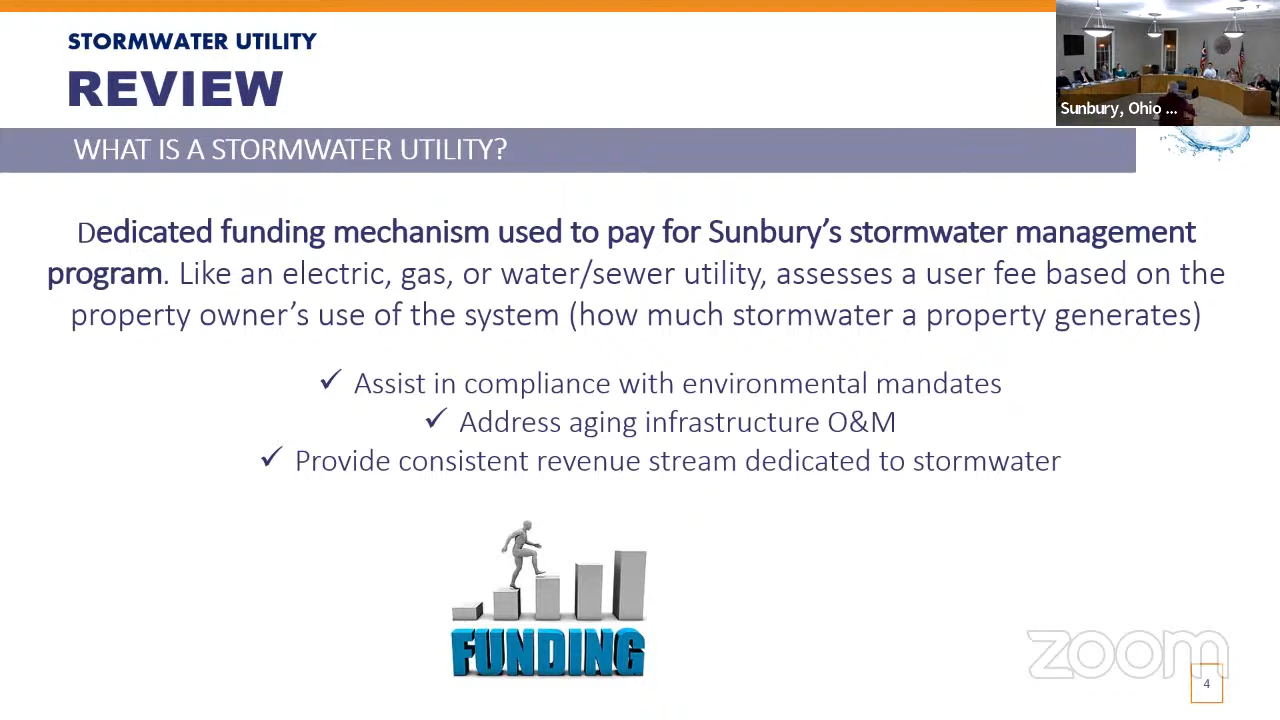 STORMWATER UTILITY
REVIEW
Sunbury, Ohio ...
WHAT IS A STORMWATER UTILITY?
Dedicated funding mechanism used to pay for Sunbury’s stormwater management
program. Like an electric, gas, or water/sewer utility, assesses a user fee based on the
property owner’s use of the system (how much stormwater a property generates)
✓ Assist in compliance with environmental mandates
✓ Address aging infrastructure O&M
✓ Provide consistent revenue stream dedicated to stormwater
FUNDING
zoom
4